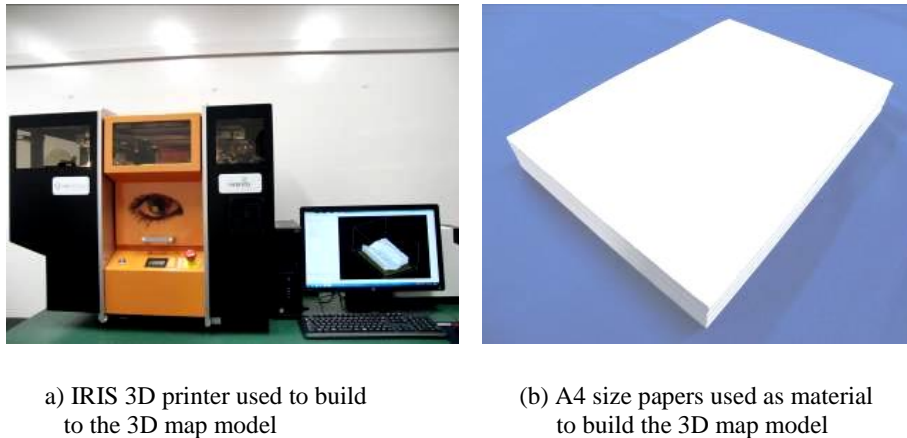 a) IRIS 3D printer used to build
to the 3D map model
(b) A4 size papers used as material
to build the 3D map model